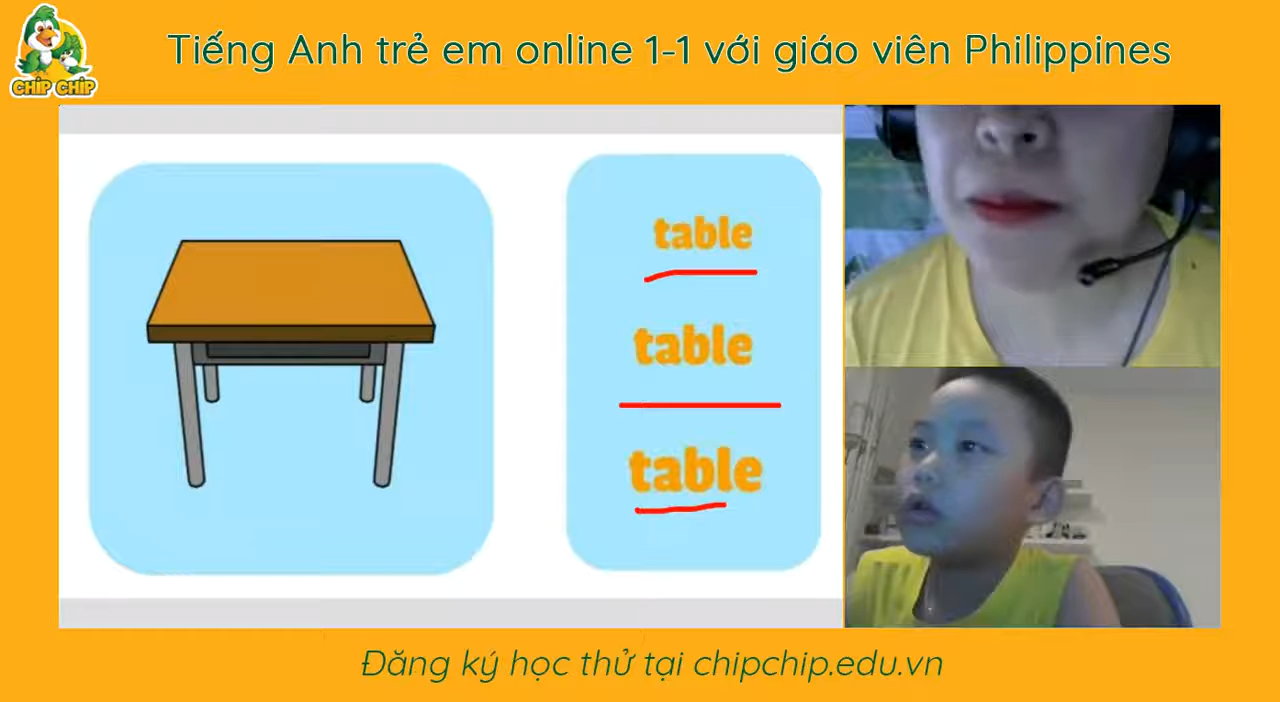 Tiếng Anh trẻ em online 1-1 với giáo viên Philippines
CHIP CHIP
table
table
table
Đăng ký học thử tại chipchip.edu.vn